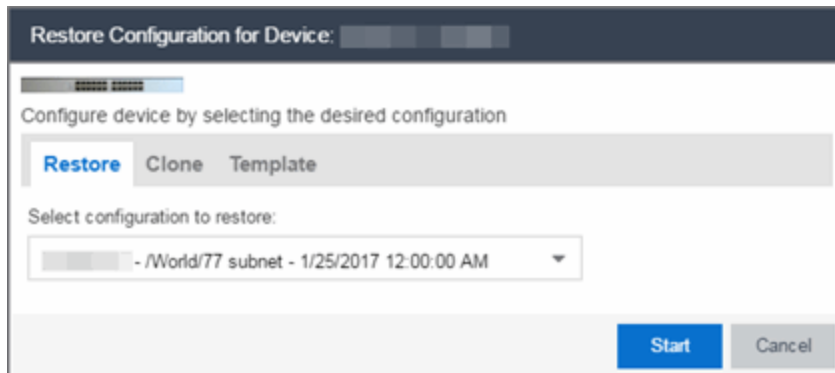 Restore Configuration for Device:
Configure device by selecting the desired configuration
Restore Clone Template
Select configuration to restore:
- /World/77 subnet - 1/25/2017 12:00:00 AM
Start Cancel